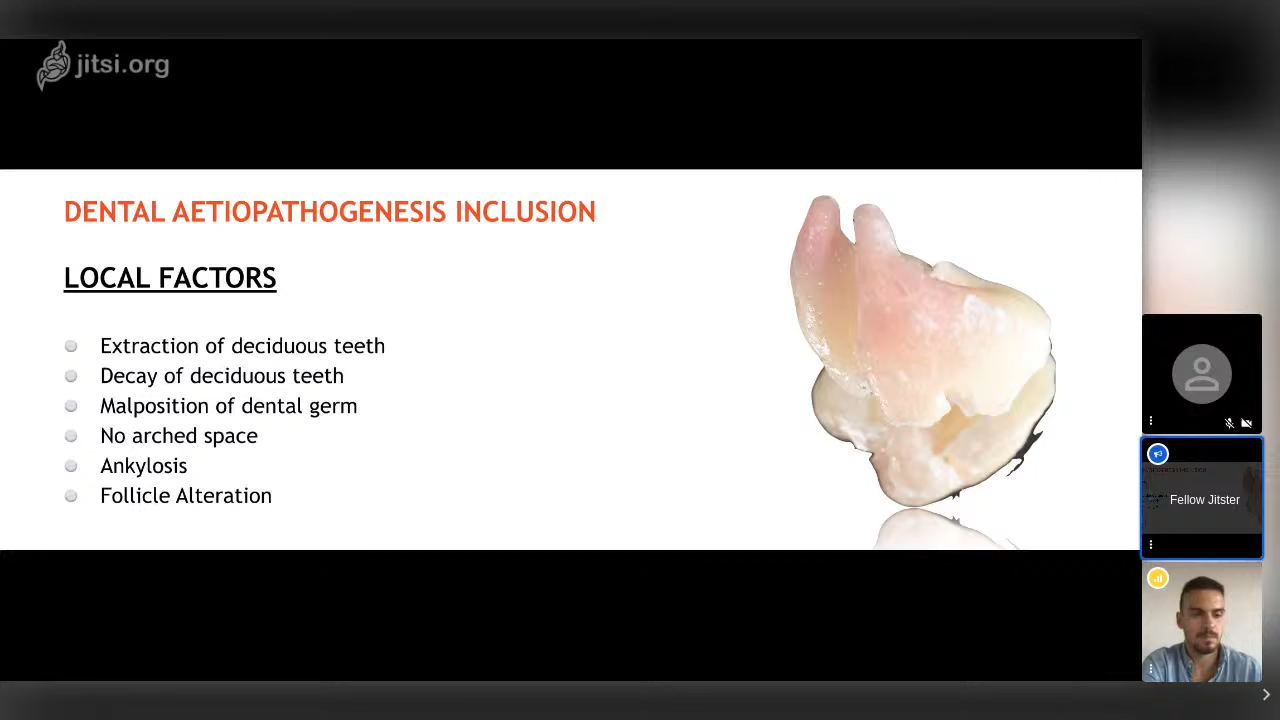 jitsi.org
DENTAL AETIOPATHOGENESIS INCLUSION
LOCAL FACTORS
Extraction of deciduous teeth
Decay of deciduous teeth
Malposition of dental germ
No arched space
Ankylosis
Follicle Alteration
Fellow Jitster